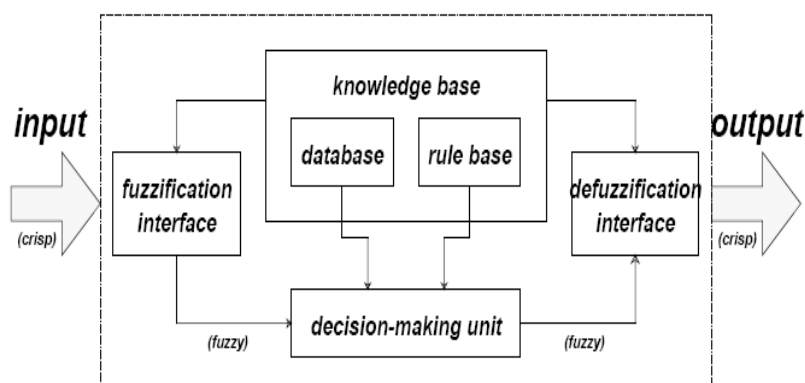 knowledge base
input
output
database
rule base
fuzzification
interface
defuzzification
interface
(crisp)
(crisp)
decision-making unit
(fuzzy)
(fuzzy)